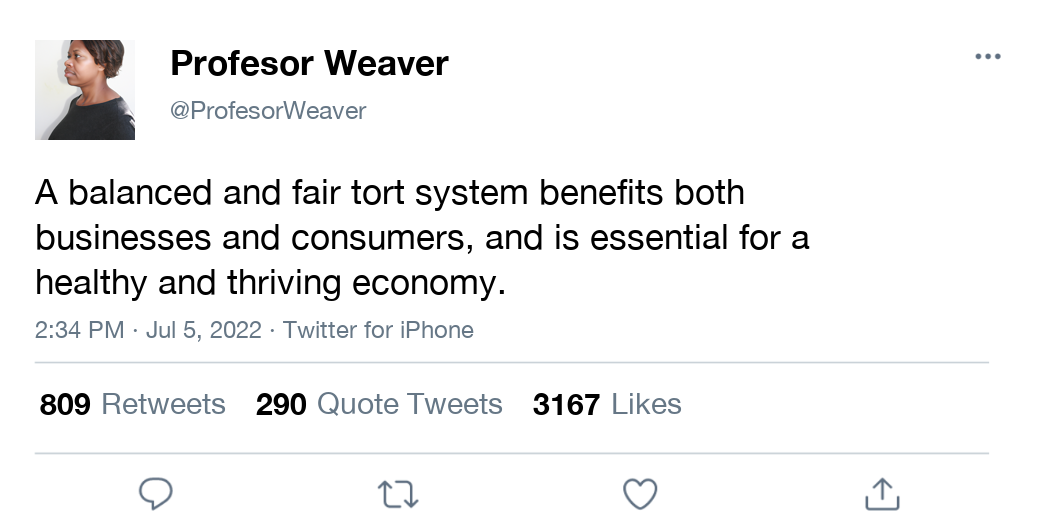 Profesor Weaver
@ProfesorWeaver
A balanced and fair tort system benefits both
businesses and consumers, and is essential for a
healthy and thriving economy.
2:34 PM · Jul 5, 2022 · Twitter for iPhone
809 Retweets 290 Quote Tweets 3167 Likes